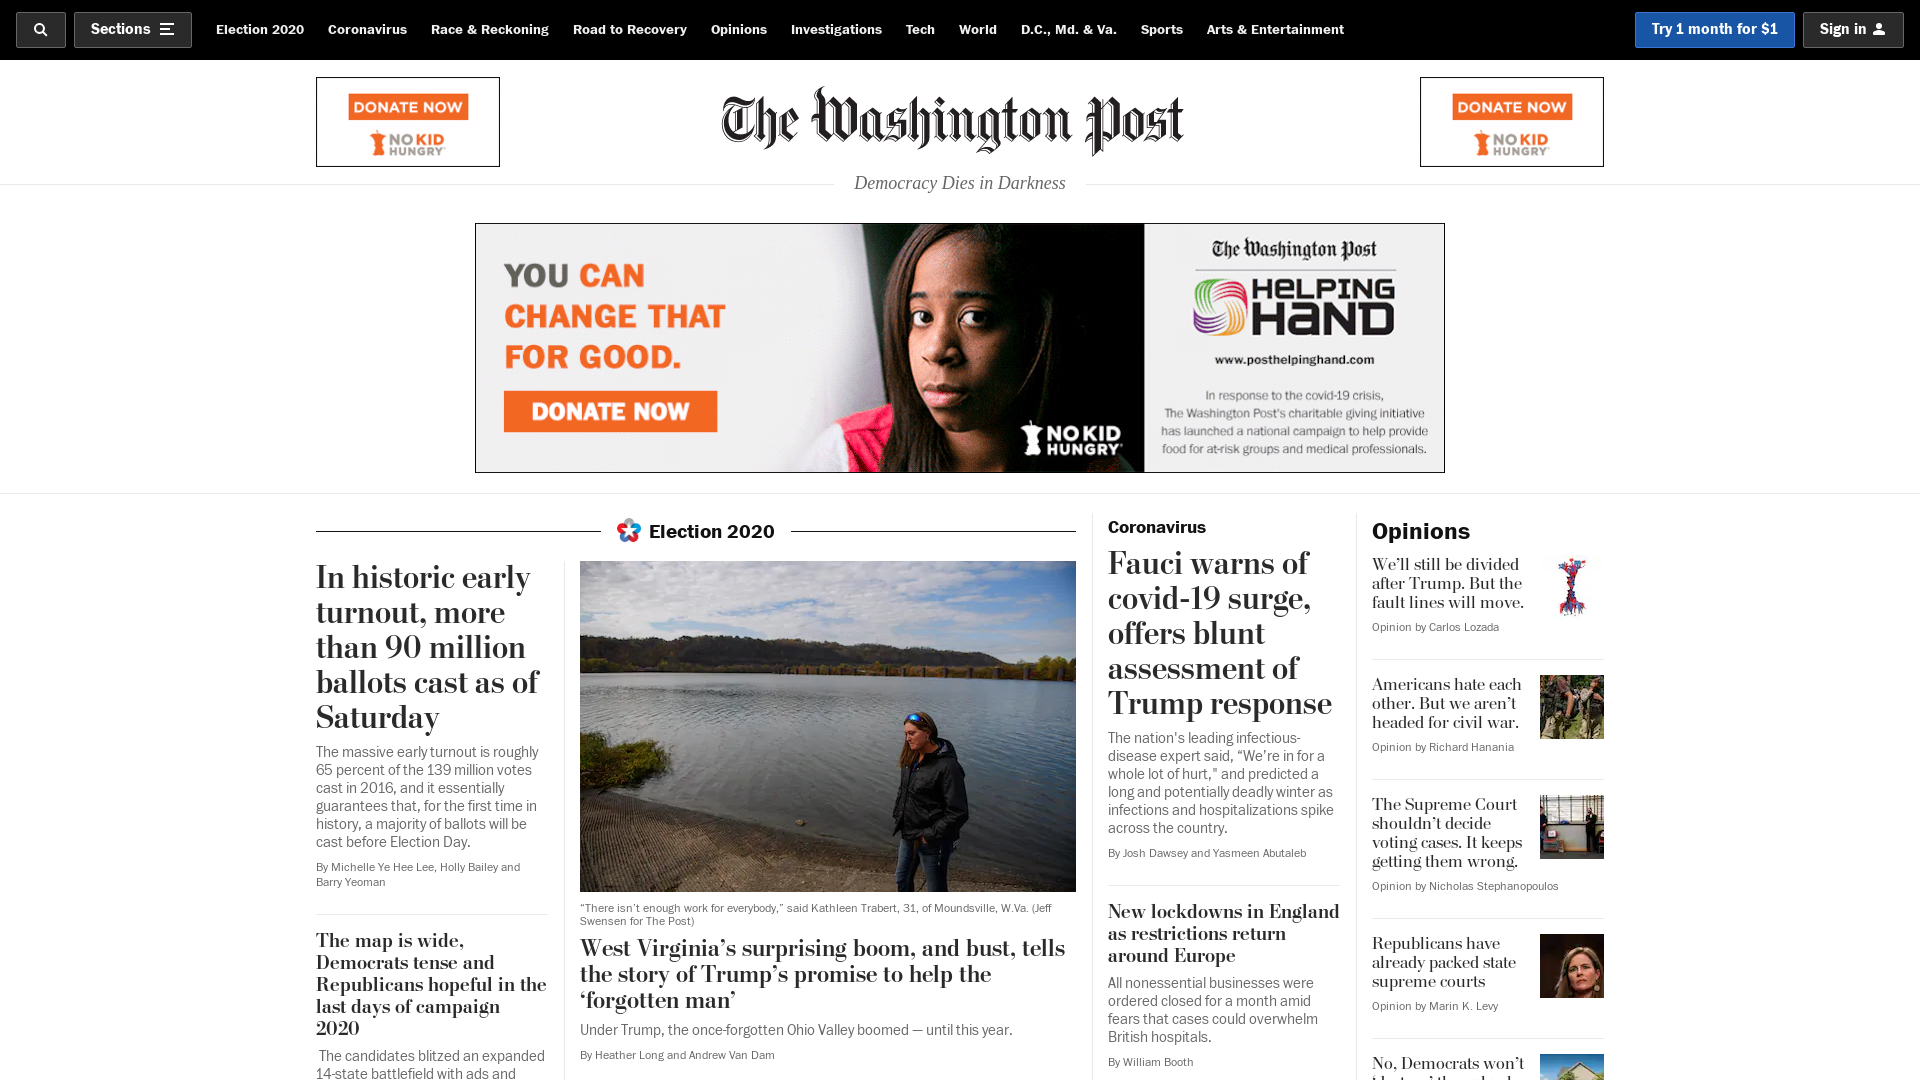 Sections
Election 2020
Coronavirus
Race & Reckoning
Road to Recovery
Opinions
Investigations
Tech
World
D.C., Md. & Va.
Sports
Arts & Entertainment
Try 1 month for $1
Sign in
DONATE NOW
NO KID
HUNGRY
The Washington Post
DONATE NOW
NO KID
HUNGRY
Democracy Dies in Darkness
YOU CAN
CHANGE THAT
FOR GOOD.
DONATE NOW
NO KID
HUNGRY
The Washington Post
HELPING
HAND
www.posthelpinghand.com
In response to the covid-19 crisis,
The Washington Post's charitable giving initiative
has launched a national campaign to help provide
food for at-risk groups and medical professionals.
Election 2020
In historic early
turnout, more
than 90 million
ballots cast as of
Saturday
The massive early turnout is roughly
65 percent of the 139 million votes
cast in 2016, and it essentially
guarantees that, for the first time in
history, a majority of ballots will be
cast before Election Day.
By Michelle Ye Hee Lee, Holly Bailey and
Barry Yeoman
The map is wide,
Democrats tense and
Republicans hopeful in the
last days of campaign
2020
The candidates blitzed an expanded
14-state battlefield with ads and
“There isn’t enough work for everybody,” said Kathleen Trabert, 31, of Moundsville, W.Va. (Jeff
Swensen for The Post)
West Virginia’s surprising boom, and bust, tells
the story of Trump’s promise to help the
‘forgotten man’
Under Trump, the once-forgotten Ohio Valley boomed — until this year.
By Heather Long and Andrew Van Dam
Coronavirus
Fauci warns of
covid-19 surge,
offers blunt
assessment of
Trump response
The nation's leading infectious-
disease expert said, “We’re in for a
whole lot of hurt," and predicted a
long and potentially deadly winter as
infections and hospitalizations spike
across the country.
By Josh Dawsey and Yasmeen Abutaleb
New lockdowns in England
as restrictions return
around Europe
All nonessential businesses were
ordered closed for a month amid
fears that cases could overwhelm
British hospitals.
By William Booth
Opinions
We’ll still be divided
after Trump. But the
fault lines will move.
Opinion by Carlos Lozada
Americans hate each
other. But we aren’t
headed for civil war.
Opinion by Richard Hanania
The Supreme Court
shouldn’t decide
voting cases. It keeps
getting them wrong.
Opinion by Nicholas Stephanopoulos
Republicans have
already packed state
supreme courts
Opinion by Marin K. Levy
No, Democrats won’t